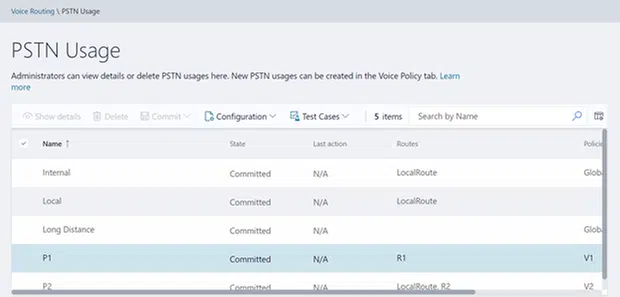 Voice Routing \ PSTN Usage
PSTN Usage
Administrators can view details or delete PSTN usages here. New PSTN usages can be created in the Voice Policy tab. Learn
more
Show details Delete Commit Configuration Test Cases 5 items Search by Name
Name ↑ State Last action Routes Policie
Internal Committed N/A LocalRoute Globa
Local Committed N/A LocalRoute
Long Distance Committed N/A Globa
P1 Committed N/A R1 V1
P2 Committed N/A LocalRoute, R2 V2